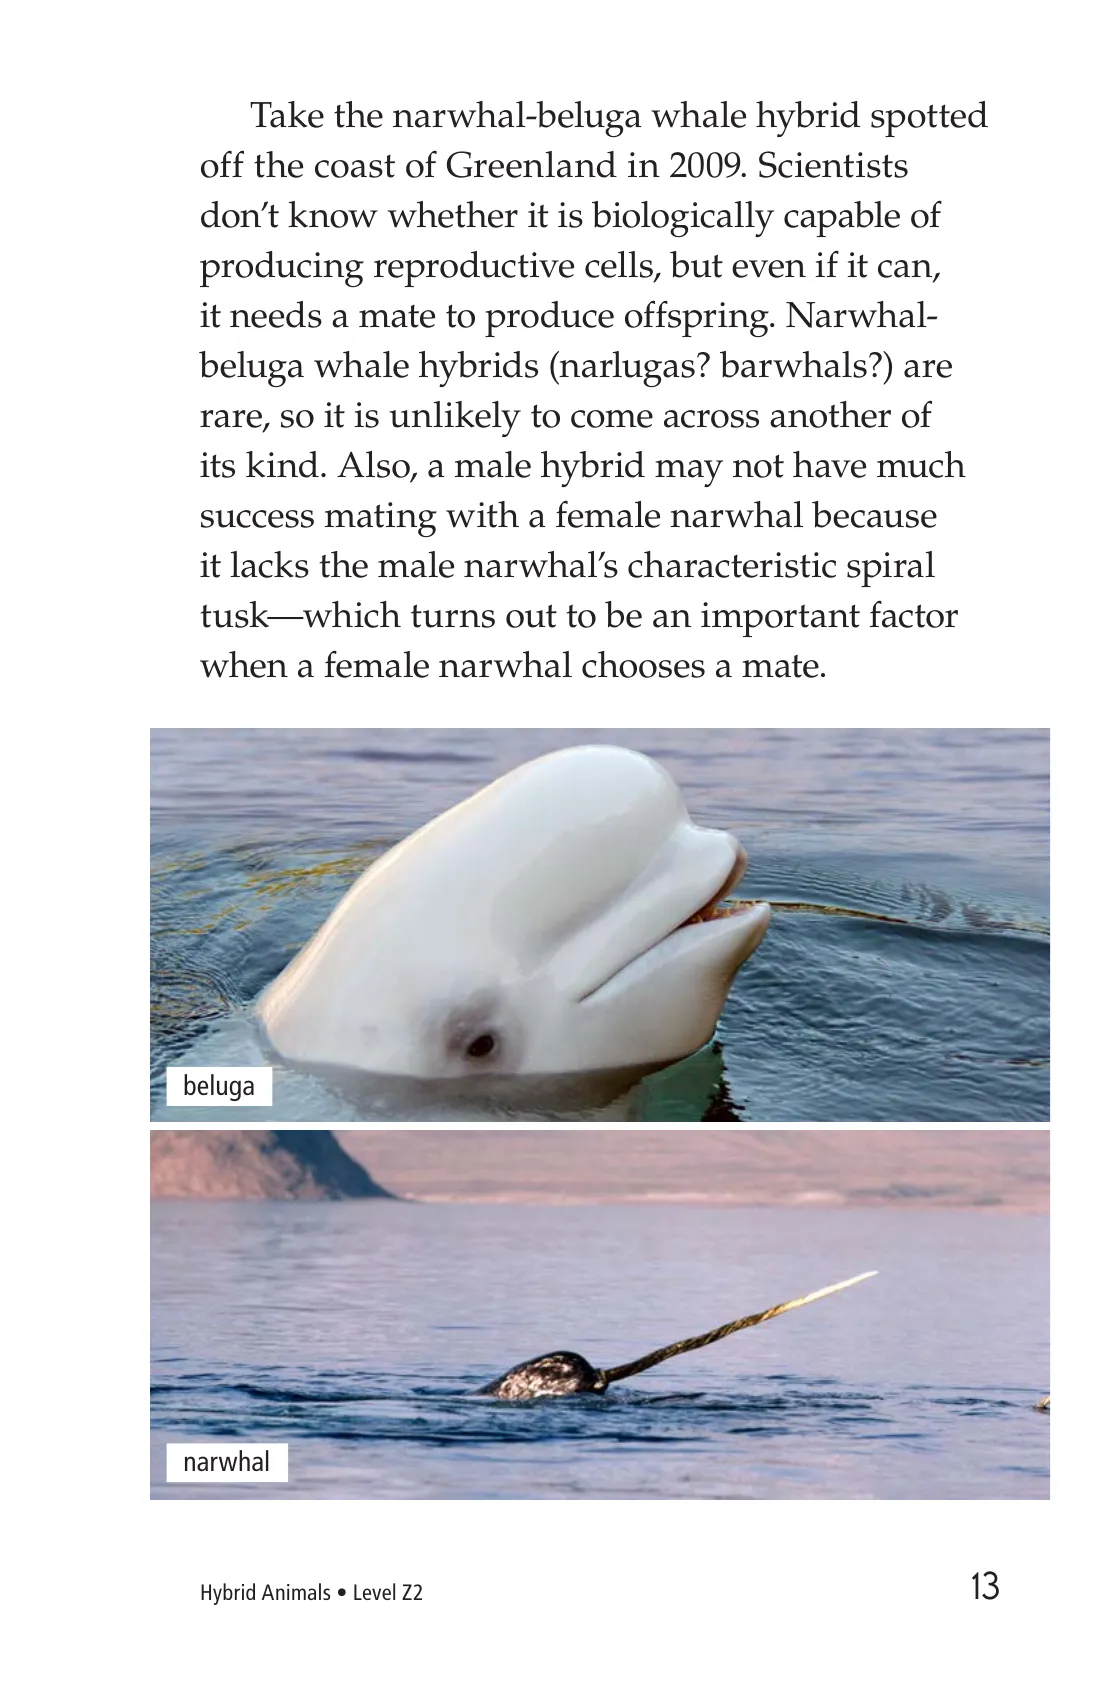 Take the narwhal-beluga whale hybrid spotted
off the coast of Greenland in 2009. Scientists
don’t know whether it is biologically capable of
producing reproductive cells, but even if it can,
it needs a mate to produce offspring. Narwhal-
beluga whale hybrids (narlugas? barwhals?) are
rare, so it is unlikely to come across another of
its kind. Also, a male hybrid may not have much
success mating with a female narwhal because
it lacks the male narwhal’s characteristic spiral
tusk—which turns out to be an important factor
when a female narwhal chooses a mate.
beluga
narwhal
Hybrid Animals • Level Z2
13